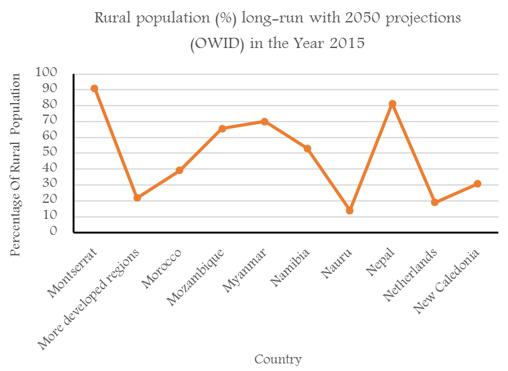 Rural population (%) long-run with 2050 projections
(OWID) in the Year 2015
Percentage Of Rural Population
100
90
80
70
60
50
40
30
20
10
0
Montserrat
More developed regions
Morocco
Mozambique
Myanmar
Namibia
Nauru
Nepal
Netherlands
New Caledonia
Country